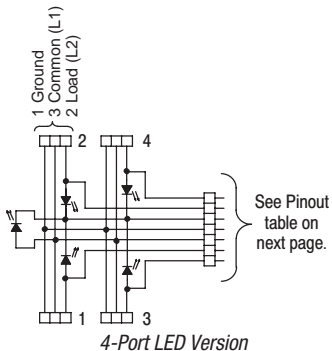 1 Ground
3 Common (L1)
2 Load (L2)
2
4
See Pinout
table on
next page.
1
3
4-Port LED Version